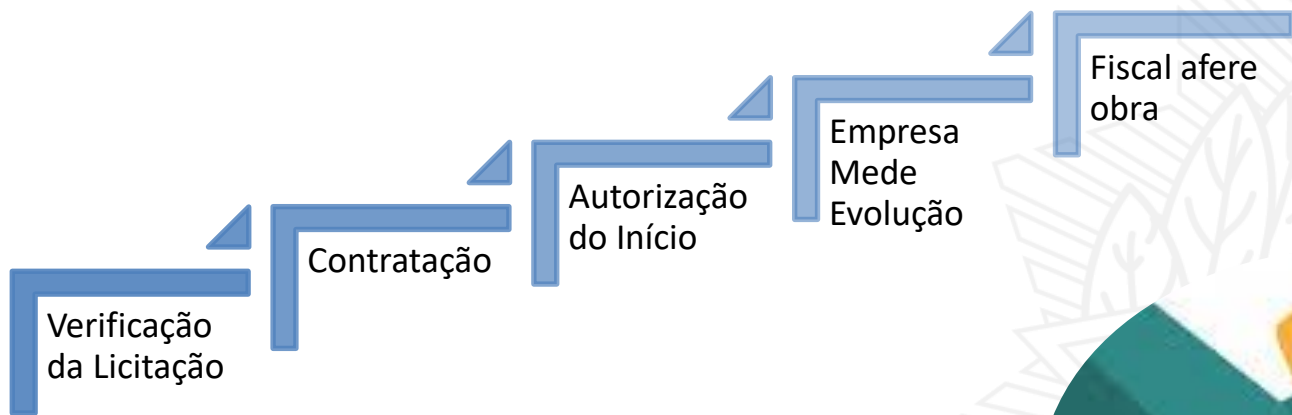 Verificação
da Licitação
Contratação
Autorização
do Início
Empresa
Mede
Evolução
Fiscal afere
obra